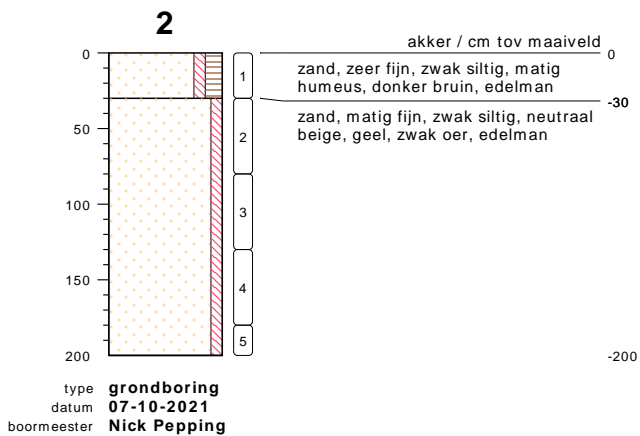 2
akker / cm tov maaiveld
0
0
1
zand, zeer fijn, zwak siltig, matig
humeus, donker bruin, edelman
-30
zand, matig fijn, zwak siltig, neutraal
beige, geel, zwak oer, edelman
50
2
100
3
150
4
5
200
-200
type grondboring
datum 07-10-2021
boormeester Nick Pepping